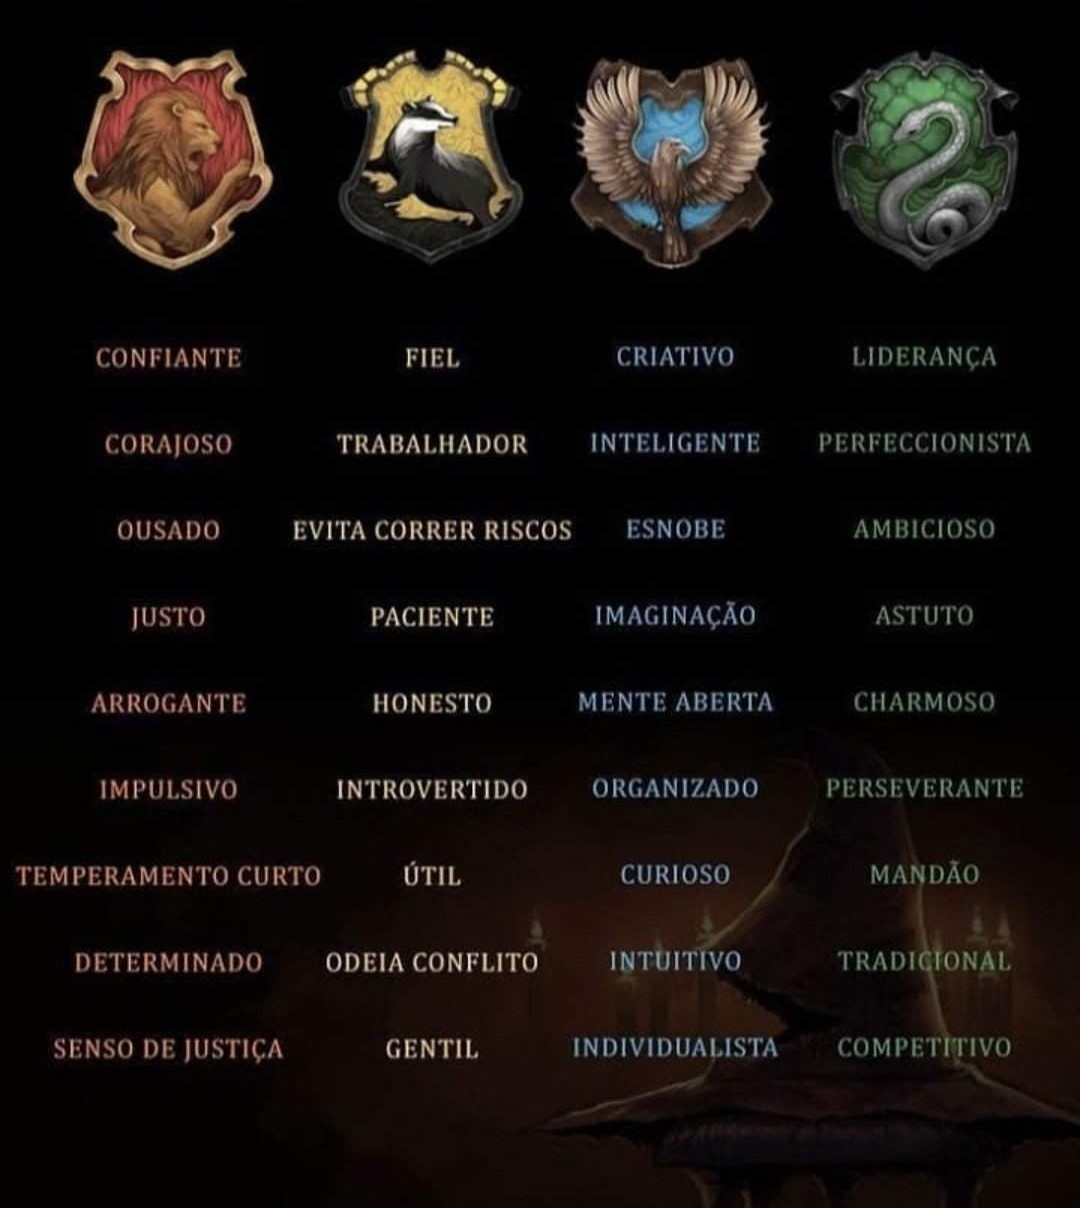 CONFIANTE FIEL CRIATIVO LIDERANÇA
CORAJOSO TRABALHADOR INTELIGENTE PERFECCIONISTA
OUSADO EVITA CORRER RISCOS ESNOBE AMBICIOSO
JUSTO PACIENTE IMAGINAÇÃO ASTUTO
ARROGANTE HONESTO MENTE ABERTA CHARMOSO
IMPULSIVO INTROVERTIDO ORGANIZADO PERSEVERANTE
TEMPERAMENTO CURTO ÚTIL CURIOSO MANDÃO
DETERMINADO ODEIA CONFLITO INTUITIVO TRADICIONAL
SENSO DE JUSTIÇA GENTIL INDIVIDUALISTA COMPETITIVO